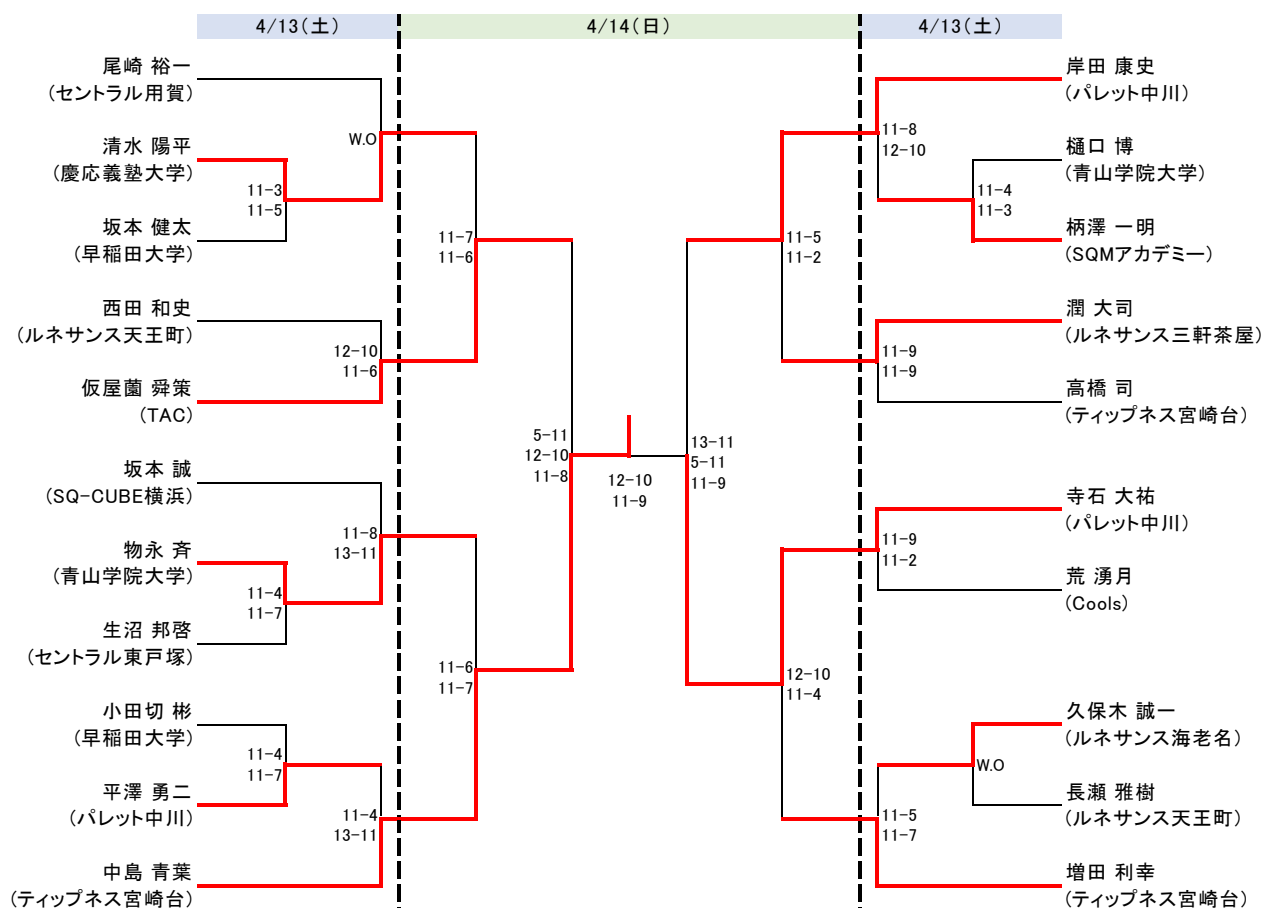 4/13(土)
4/14(日)
4/13(土)
尾崎 裕一
(セントラル用賀)
清水 陽平
(慶応義塾大学)
坂本 健太
(早稲田大学)
西田 和史
(ルネサンス天王町)
仮屋薗 舜策
(TAC)
坂本 誠
(SQ-CUBE横浜)
物永 斉
(青山学院大学)
生沼 邦啓
(セントラル東戸塚)
小田切 彬
(早稲田大学)
平澤 勇二
(パレット中川)
中島 青葉
(ティップネス宮崎台)
W.O
11-3
11-5
12-10
11-6
11-8
13-11
11-4
11-7
11-4
11-7
11-4
13-11
11-7
11-6
11-6
11-7
5-11
12-10
11-8
12-10
11-9
13-11
5-11
11-9
11-5
11-2
12-10
11-4
11-8
12-10
11-4
11-3
11-9
11-9
11-9
11-2
W.O
11-5
11-7
岸田 康史
(パレット中川)
樋口 博
(青山学院大学)
柄澤 一明
(SQMアカデミー)
潤 大司
(ルネサンス三軒茶屋)
高橋 司
(ティップネス宮崎台)
寺石 大祐
(パレット中川)
荒 湧月
(Cools)
久保木 誠一
(ルネサンス海老名)
長瀬 雅樹
(ルネサンス天王町)
増田 利幸
(ティップネス宮崎台)